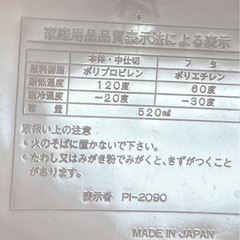 家庭用品品質表示法による表示
本体・中仕切 フタ
原料樹脂 ポリプロピレン ポリエチレン
耐熱温度 120度 60度
耐冷温度 -20度 -30度
容量 520mℓ
取扱い上の注意
・火のそばに置かないで下さい。
・たわし又はみがき粉でみがくと、きずがつくこと
があります。
表示者 PI-2090
MADE IN JAPAN